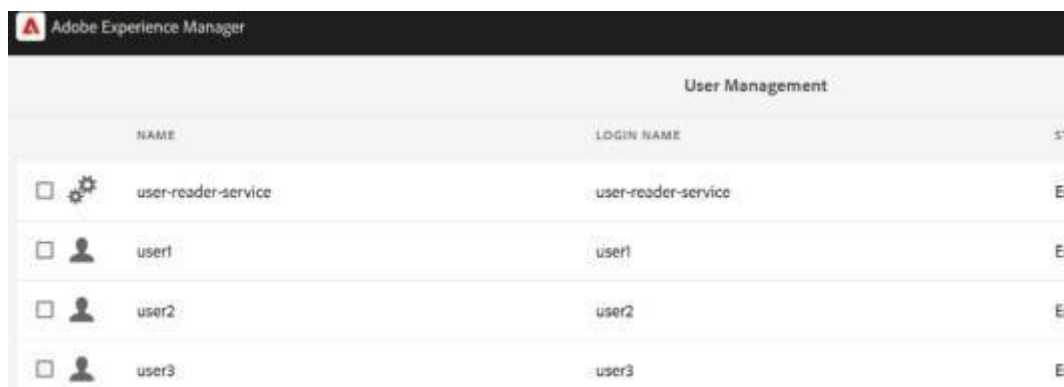 Adobe Experience Manager
User Management
NAME LOGIN NAME
user-reader-service user-reader-service
user1 user1
user2 user2
user3 user3